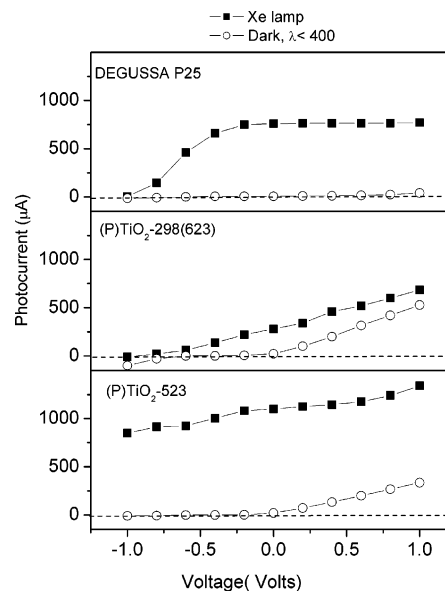 Xe lamp
Dark, λ< 400
DEGUSSA P25
1000
500
0
(P)TiO₂-298(623)
1000
500
0
(P)TiO₂-523
1000
500
0
Photocurrent (μA)
-1.0 -0.5 0.0 0.5 1.0
Voltage( Volts)